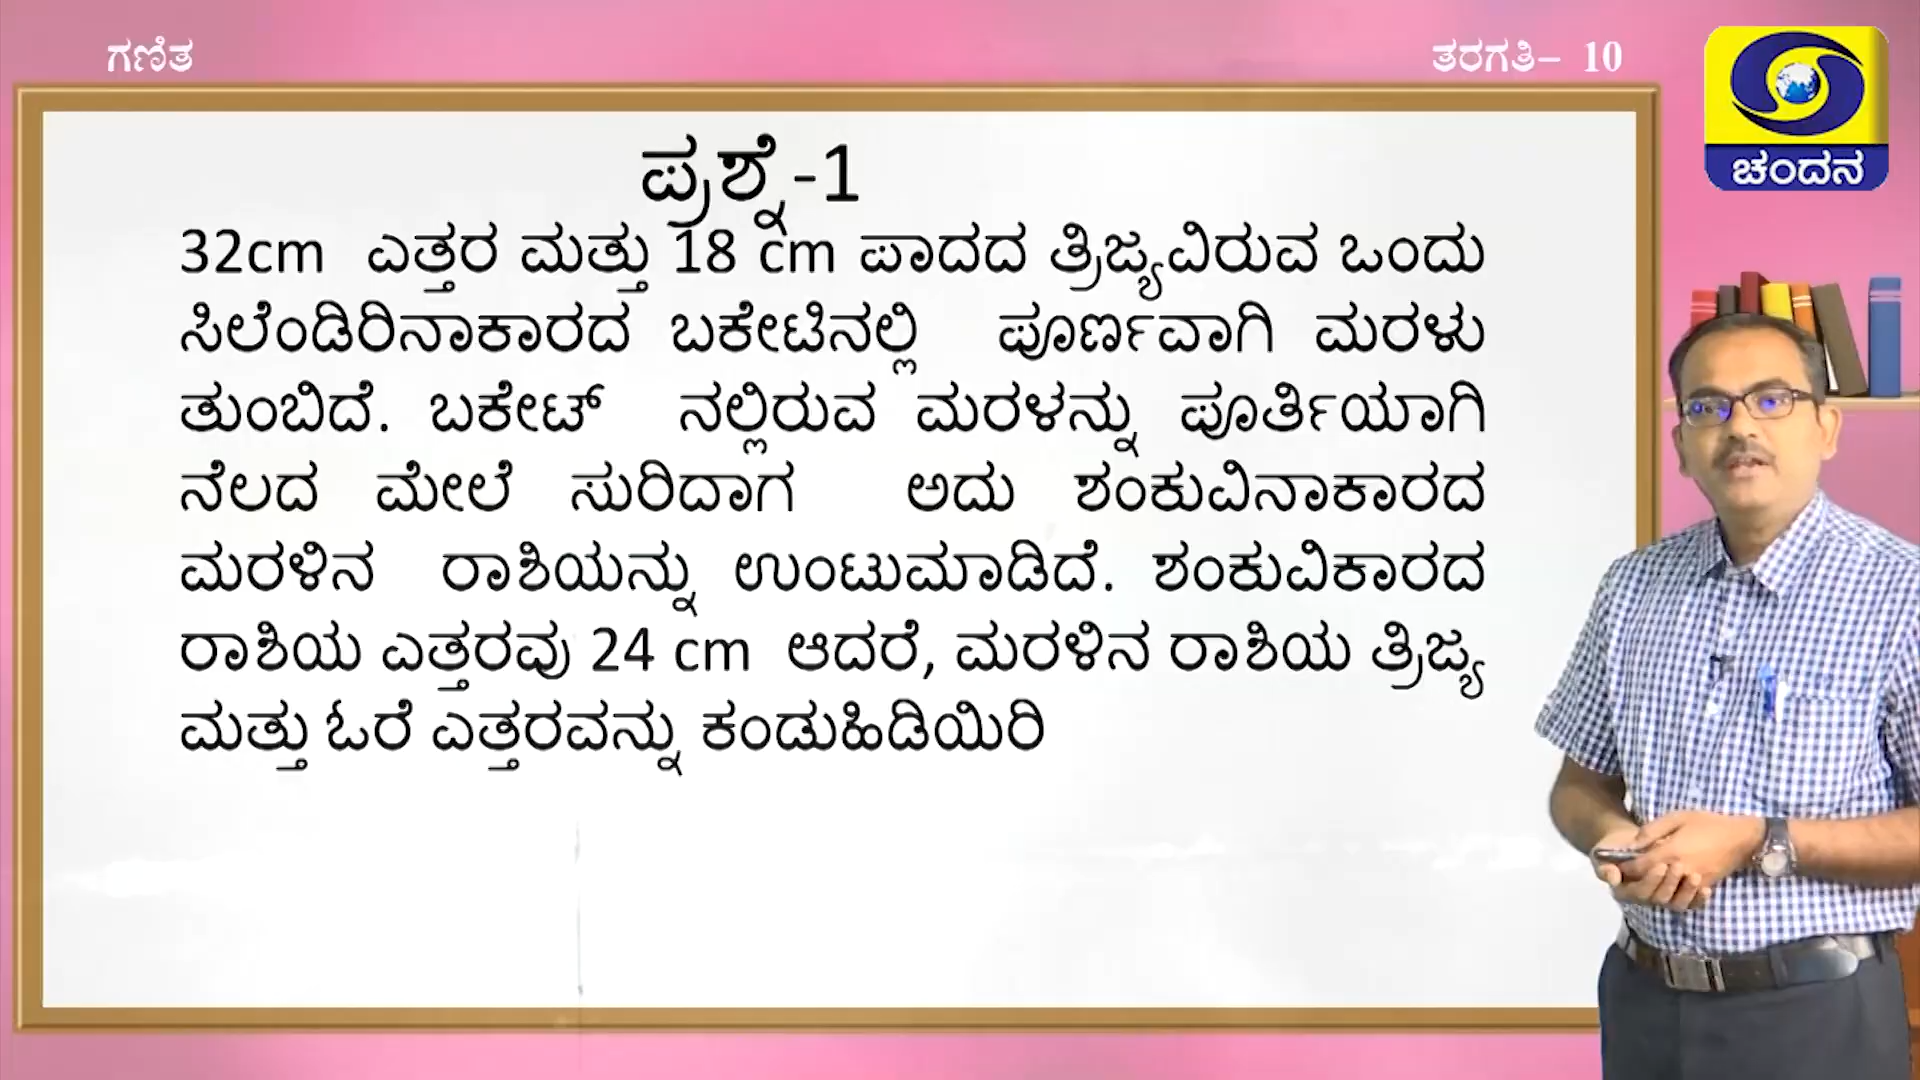 ಗಣಿತ
ತರಗತಿ– 10
ಚಂದನ
ಪ್ರಶ್ನೆ-1
32cm ಎತ್ತರ ಮತ್ತು 18 cm ಪಾದದ ತ್ರಿಜ್ಯವಿರುವ ಒಂದು
ಸಿಲೆಂಡಿರಿನಾಕಾರದ ಬಕೇಟಿನಲ್ಲಿ ಪೂರ್ಣವಾಗಿ ಮರಳು
ತುಂಬಿದೆ. ಬಕೇಟ್ ನಲ್ಲಿರುವ ಮರಳನ್ನು ಪೂರ್ತಿಯಾಗಿ
ನೆಲದ ಮೇಲೆ ಸುರಿದಾಗ ಅದು ಶಂಕುವಿನಾಕಾರದ
ಮರಳಿನ ರಾಶಿಯನ್ನು ಉಂಟುಮಾಡಿದೆ. ಶಂಕುವಿಕಾರದ
ರಾಶಿಯ ಎತ್ತರವು 24 cm ಆದರೆ, ಮರಳಿನ ರಾಶಿಯ ತ್ರಿಜ್ಯ
ಮತ್ತು ಓರೆ ಎತ್ತರವನ್ನು ಕಂಡುಹಿಡಿಯಿರಿ